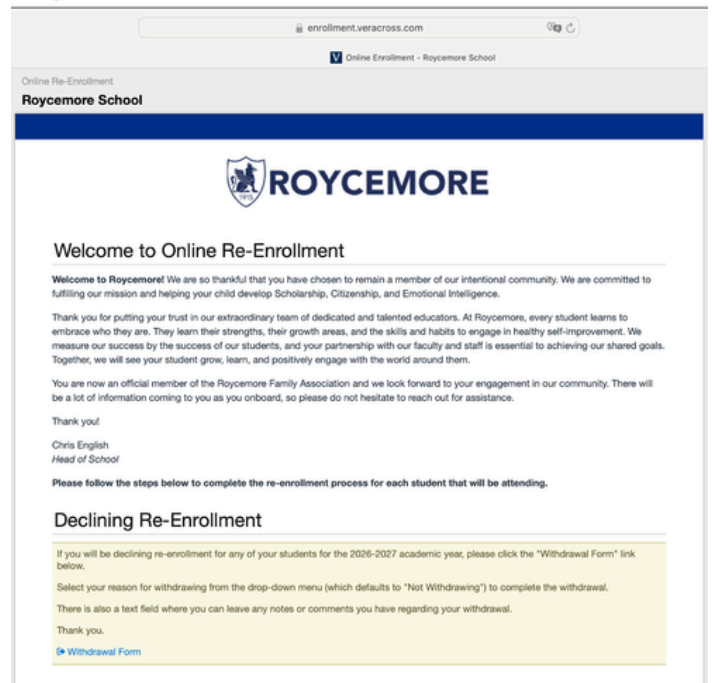 enrollment.veracross.com
V Online Enrollment - Roycemore School
Online Re-Enrollment
Roycemore School
1915
ROYCEMORE
Welcome to Online Re-Enrollment
Welcome to Roycemore! We are so thankful that you have chosen to remain a member of our intentional community. We are committed to
fulfilling our mission and helping your child develop Scholarship, Citizenship, and Emotional Intelligence.
Thank you for putting your trust in our extraordinary team of dedicated and talented educators. At Roycemore, every student learns to
embrace who they are. They learn their strengths, their growth areas, and the skills and habits to engage in healthy self-improvement. We
measure our success by the success of our students, and your partnership with our faculty and staff is essential to achieving our shared goals.
Together, we will see your student grow, learn, and positively engage with the world around them.
You are now an official member of the Roycemore Family Association and we look forward to your engagement in our community. There will
be a lot of information coming to you as you onboard, so please do not hesitate to reach out for assistance.
Thank you!
Chris English
Head of School
Please follow the steps below to complete the re-enrollment process for each student that will be attending.
Declining Re-Enrollment
If you will be declining re-enrollment for any of your students for the 2026-2027 academic year, please click the "Withdrawal Form" link
below.
Select your reason for withdrawing from the drop-down menu (which defaults to "Not Withdrawing") to complete the withdrawal.
There is also a text field where you can leave any notes or comments you have regarding your withdrawal.
Thank you.
Withdrawal Form